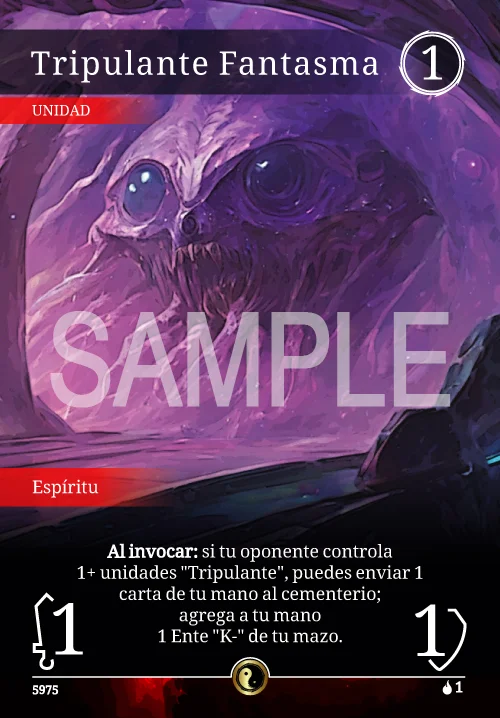 Tripulante Fantasma 1
UNIDAD
SAMPLE
Espíritu
Al invocar: si tu oponente controla
1+ unidades "Tripulante", puedes enviar 1
carta de tu mano al cementerio;
agrega a tu mano
1 Ente "K-" de tu mazo.
1 1
5975 1